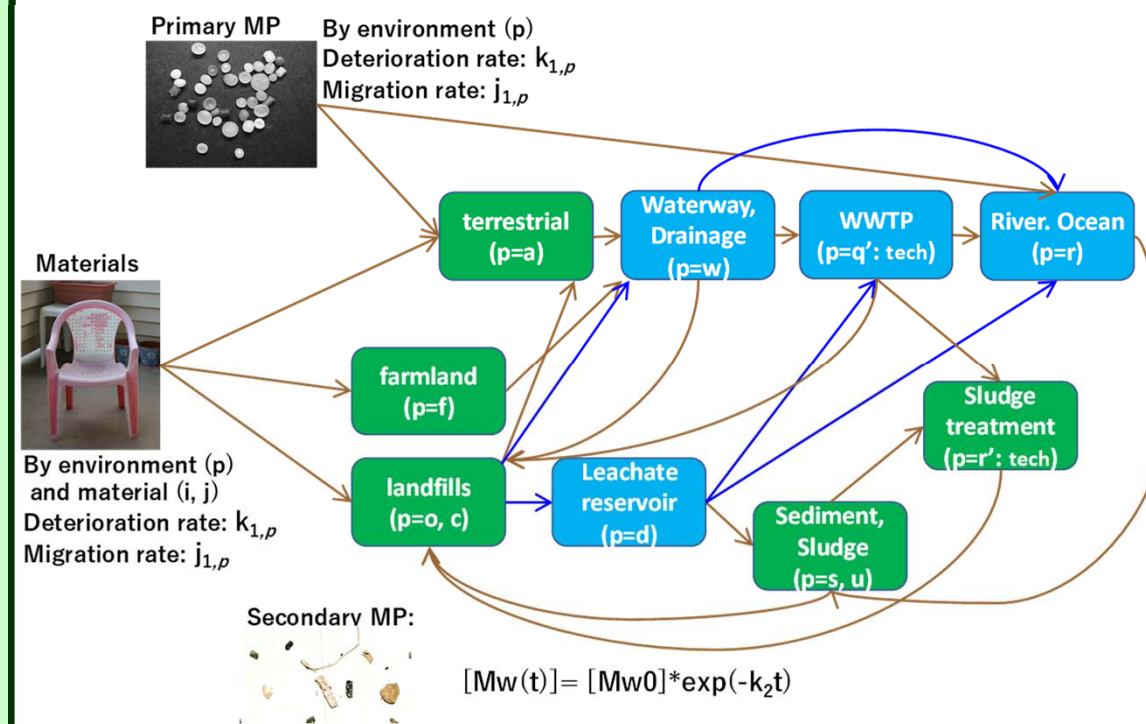 Primary MP
By environment (p)
Deterioration rate: k1,p
Migration rate: j1,p
terrestrial
(p=a)
Waterway,
Drainage
(p=w)
WWTP
(p=q’: tech)
River. Ocean
(p=r)
Materials
farmland
(p=f)
Sludge
treatment
(p=r’: tech)
By environment (p)
and material (i, j)
Deterioration rate: k1,p
Migration rate: j1,p
landfills
(p=o, c)
Leachate
reservoir
(p=d)
Sediment,
Sludge
(p=s, u)
Secondary MP:
[Mw(t)]= [Mw0]*exp(-k2t)